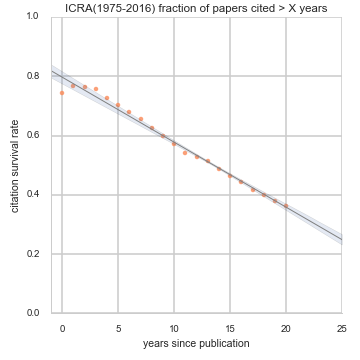 ICRA(1975-2016) fraction of papers cited > X years
1.0
0.8
0.6
0.4
0.2
0.0
citation survival rate
0 5 10 15 20 25
years since publication